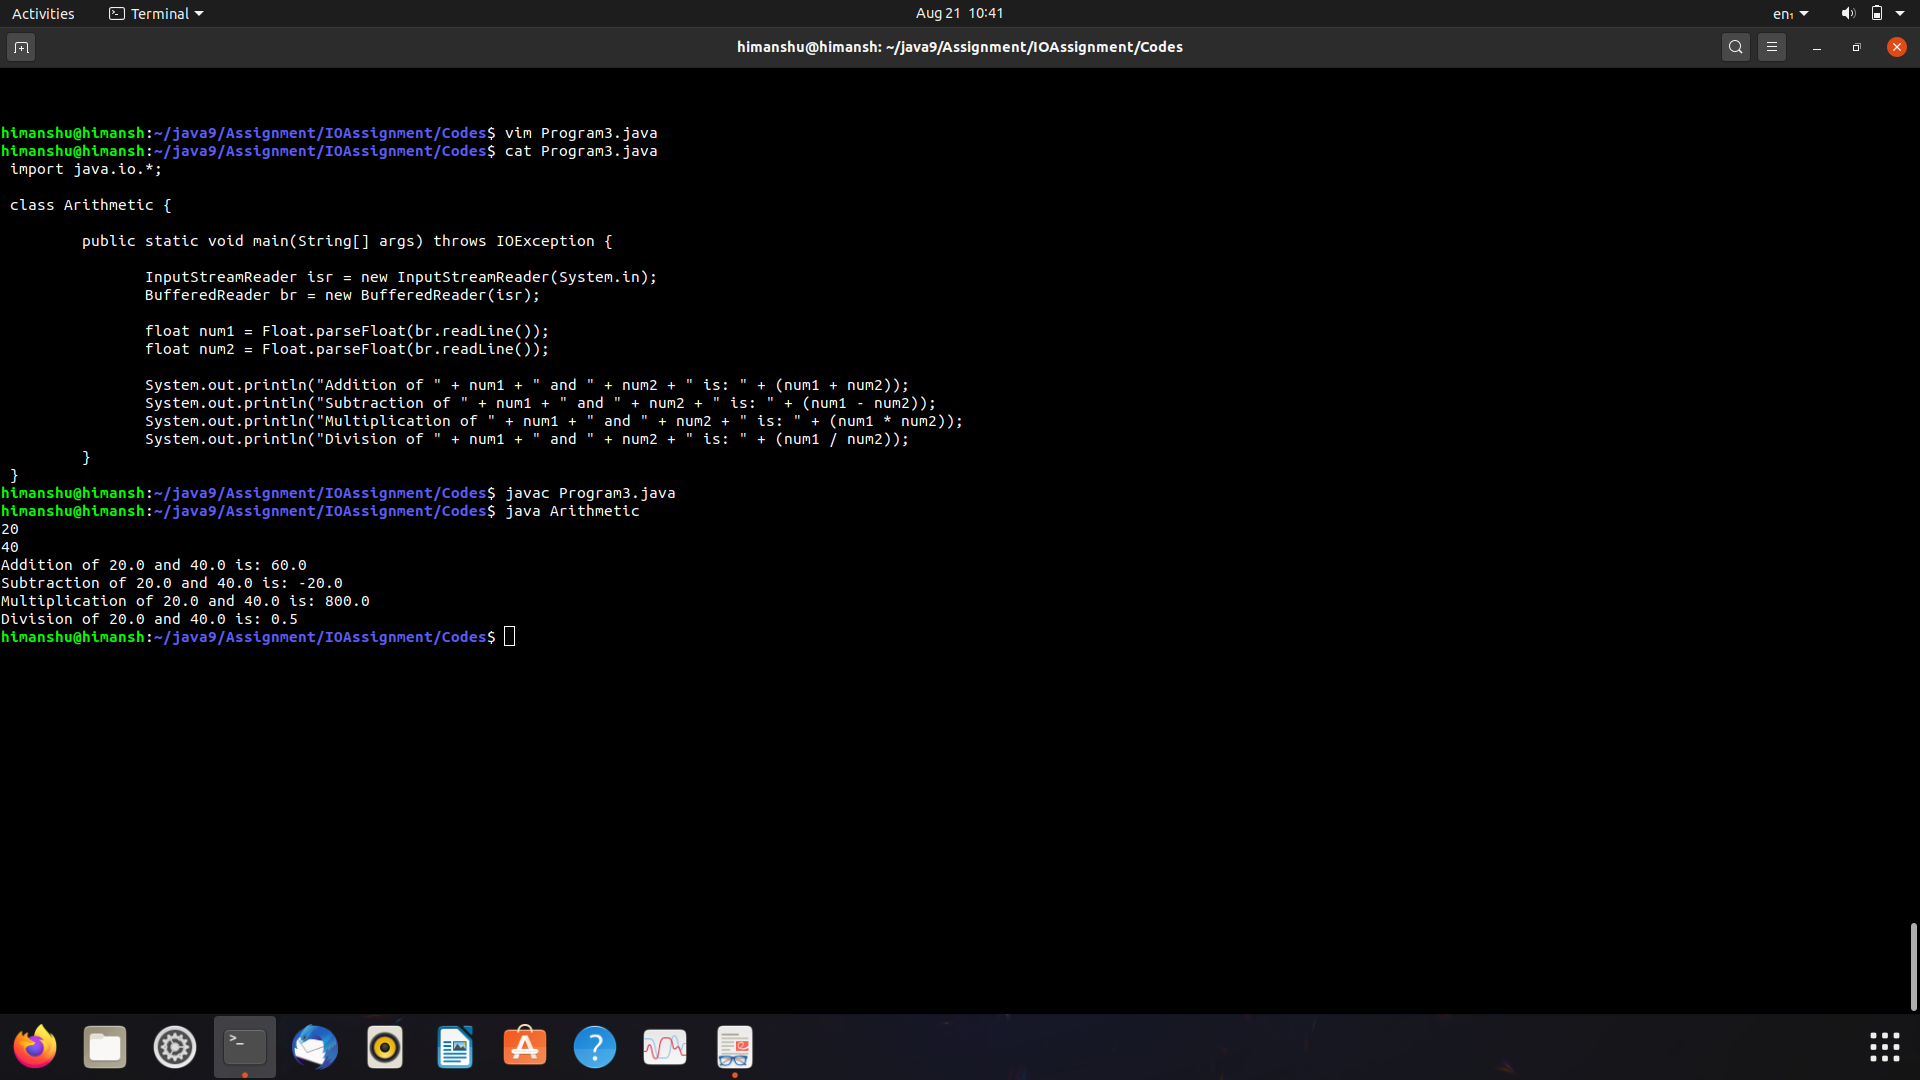 Activities
Terminal
Aug 21 10:41
en₁
himanshu@himansh: ~/java9/Assignment/IOAssignment/Codes
himanshu@himansh:~/java9/Assignment/IOAssignment/Codes$ vim Program3.java
himanshu@himansh:~/java9/Assignment/IOAssignment/Codes$ cat Program3.java
 import java.io.*;

 class Arithmetic {

         public static void main(String[] args) throws IOException {

                InputStreamReader isr = new InputStreamReader(System.in);
                BufferedReader br = new BufferedReader(isr);

                float num1 = Float.parseFloat(br.readLine());
                float num2 = Float.parseFloat(br.readLine());

                System.out.println("Addition of " + num1 + " and " + num2 + " is: " + (num1 + num2));
                System.out.println("Subtraction of " + num1 + " and " + num2 + " is: " + (num1 - num2));
                System.out.println("Multiplication of " + num1 + " and " + num2 + " is: " + (num1 * num2));
                System.out.println("Division of " + num1 + " and " + num2 + " is: " + (num1 / num2));
         }
 }
himanshu@himansh:~/java9/Assignment/IOAssignment/Codes$ javac Program3.java
himanshu@himansh:~/java9/Assignment/IOAssignment/Codes$ java Arithmetic
20
40
Addition of 20.0 and 40.0 is: 60.0
Subtraction of 20.0 and 40.0 is: -20.0
Multiplication of 20.0 and 40.0 is: 800.0
Division of 20.0 and 40.0 is: 0.5
himanshu@himansh:~/java9/Assignment/IOAssignment/Codes$